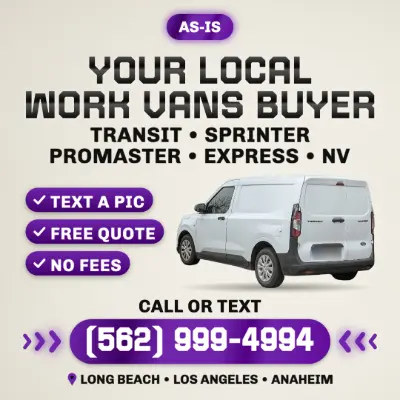 AS-IS
YOUR LOCAL
WORK VANS BUYER
TRANSIT • SPRINTER
PROMASTER • EXPRESS • NV
TEXT A PIC
FREE QUOTE
NO FEES
CALL OR TEXT
(562) 999-4994
LONG BEACH • LOS ANGELES • ANAHEIM